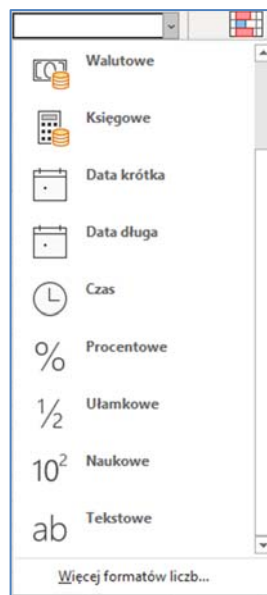 Walutowe
Księgowe
Data krótka
Data długa
Czas
% Procentowe
½ Ułamkowe
10² Naukowe
ab Tekstowe
Więcej formatów liczb...